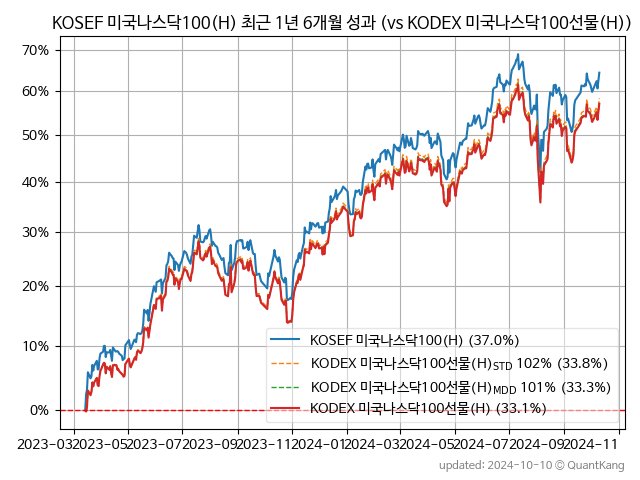 KOSEF 미국나스닥100(H) 최근 1년 6개월 성과 (vs KODEX 미국나스닥100선물(H))
70%
60%
50%
40%
30%
20%
10%
0%
KOSEF 미국나스닥100(H) (37.0%)
KODEX 미국나스닥100선물(H)STD 102% (33.8%)
KODEX 미국나스닥100선물(H)MDD 101% (33.3%)
KODEX 미국나스닥100선물(H) (33.1%)
2023-03 2023-05 2023-07 2023-09 2023-11 2024-01 2024-03 2024-05 2024-07 2024-09 2024-11
updated: 2024-10-10 © QuantKang